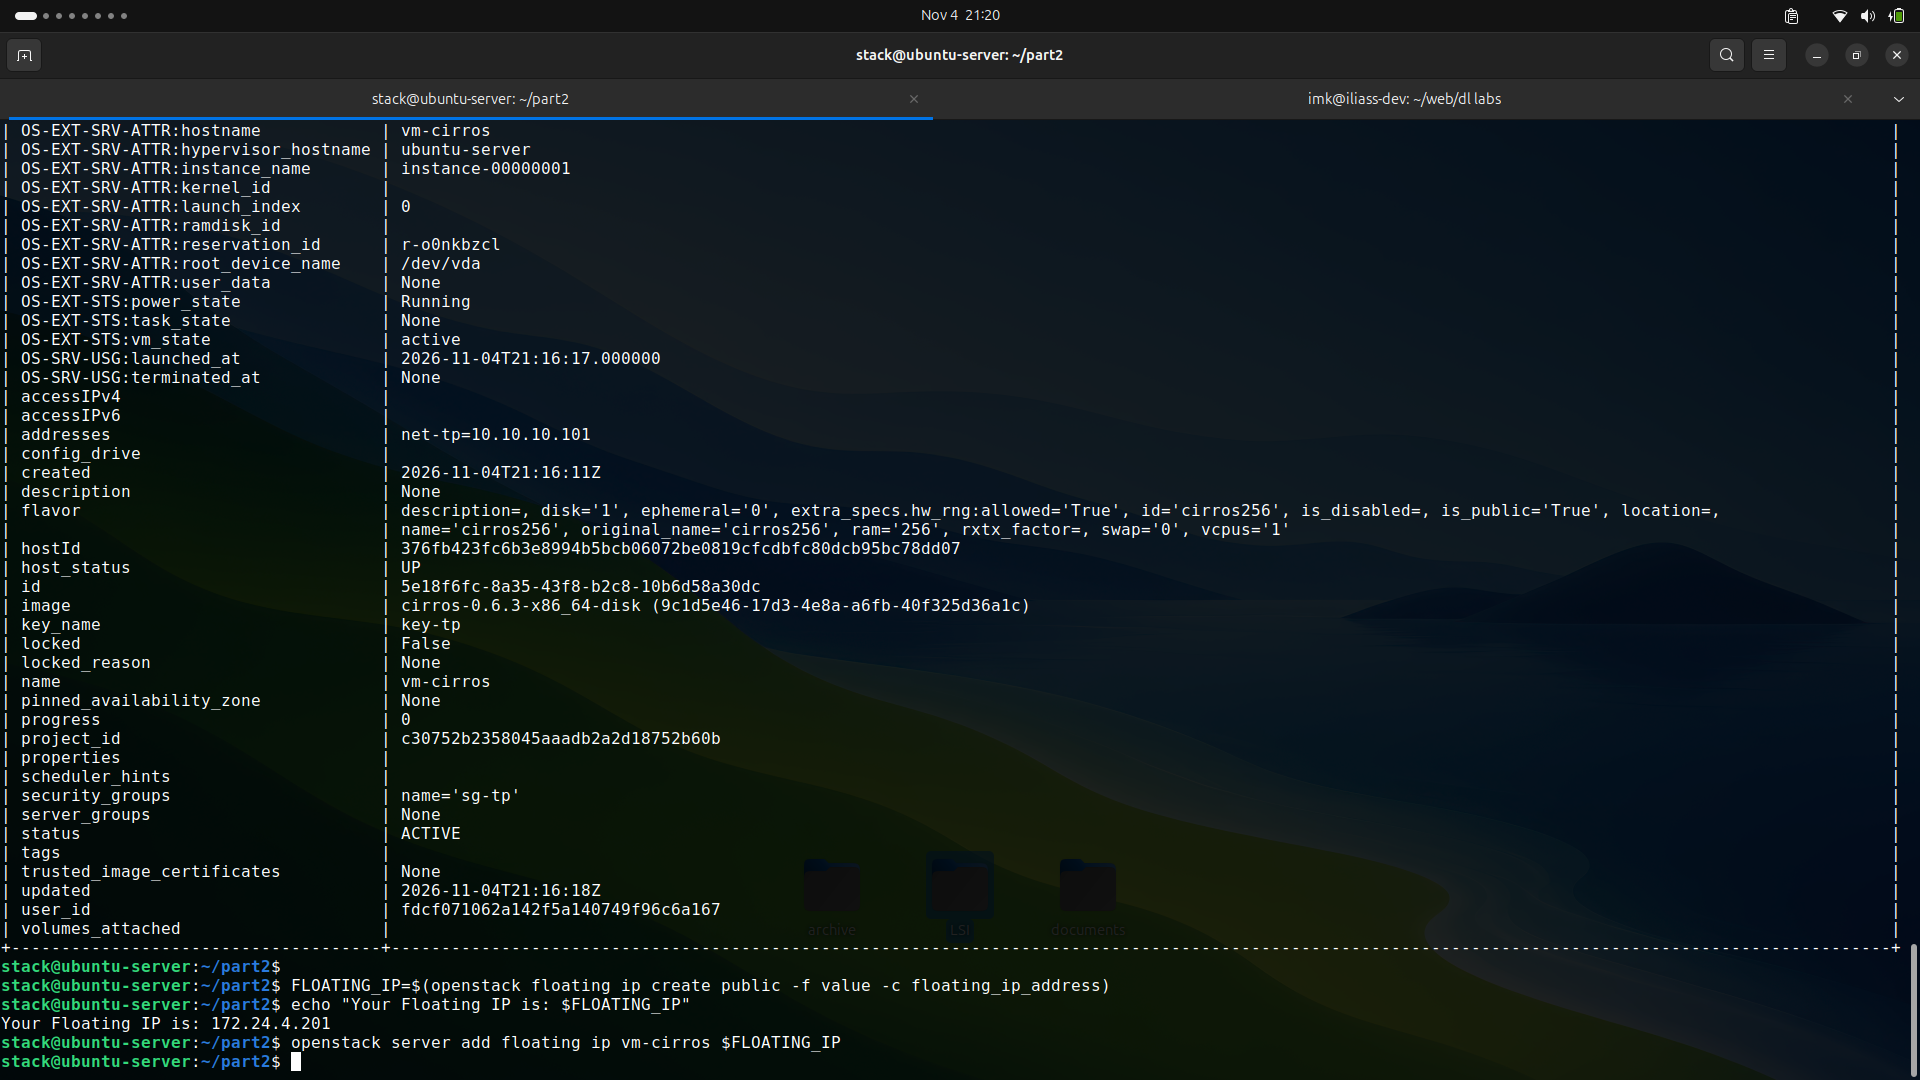 Nov 4 21:20
stack@ubuntu-server: ~/part2
stack@ubuntu-server: ~/part2
imk@iliass-dev: ~/web/dl labs
| OS-EXT-SRV-ATTR:hostname | vm-cirros |
| OS-EXT-SRV-ATTR:hypervisor_hostname | ubuntu-server |
| OS-EXT-SRV-ATTR:instance_name | instance-00000001 |
| OS-EXT-SRV-ATTR:kernel_id | |
| OS-EXT-SRV-ATTR:launch_index | 0 |
| OS-EXT-SRV-ATTR:ramdisk_id | |
| OS-EXT-SRV-ATTR:reservation_id | r-o0nkbzcl |
| OS-EXT-SRV-ATTR:root_device_name | /dev/vda |
| OS-EXT-SRV-ATTR:user_data | None |
| OS-EXT-STS:power_state | Running |
| OS-EXT-STS:task_state | None |
| OS-EXT-STS:vm_state | active |
| OS-SRV-USG:launched_at | 2026-11-04T21:16:17.000000 |
| OS-SRV-USG:terminated_at | None |
| accessIPv4 | |
| accessIPv6 | |
| addresses | net-tp=10.10.10.101 |
| config_drive | |
| created | 2026-11-04T21:16:11Z |
| description | None |
| flavor | description=, disk='1', ephemeral='0', extra_specs.hw_rng:allowed='True', id='cirros256', is_disabled=, is_public='True', location=, |
| | name='cirros256', original_name='cirros256', ram='256', rxtx_factor=, swap='0', vcpus='1' |
| hostId | 376fb423fc6b3e8994b5bcb06072be0819cfcdbfc80dcb95bc78dd07 |
| host_status | UP |
| id | 5e18f6fc-8a35-43f8-b2c8-10b6d58a30dc |
| image | cirros-0.6.3-x86_64-disk (9c1d5e46-17d3-4e8a-a6fb-40f325d36a1c) |
| key_name | key-tp |
| locked | False |
| locked_reason | None |
| name | vm-cirros |
| pinned_availability_zone | None |
| progress | 0 |
| project_id | c30752b2358045aaadb2a2d18752b60b |
| properties | |
| scheduler_hints | |
| security_groups | name='sg-tp' |
| server_groups | None |
| status | ACTIVE |
| tags | |
| trusted_image_certificates | None |
| updated | 2026-11-04T21:16:18Z |
| user_id | fdcf071062a142f5a140749f96c6a167 |
| volumes_attached | |
archive
LSI
documents
stack@ubuntu-server:~/part2$
stack@ubuntu-server:~/part2$ FLOATING_IP=$(openstack floating ip create public -f value -c floating_ip_address)
stack@ubuntu-server:~/part2$ echo "Your Floating IP is: $FLOATING_IP"
Your Floating IP is: 172.24.4.201
stack@ubuntu-server:~/part2$ openstack server add floating ip vm-cirros $FLOATING_IP
stack@ubuntu-server:~/part2$